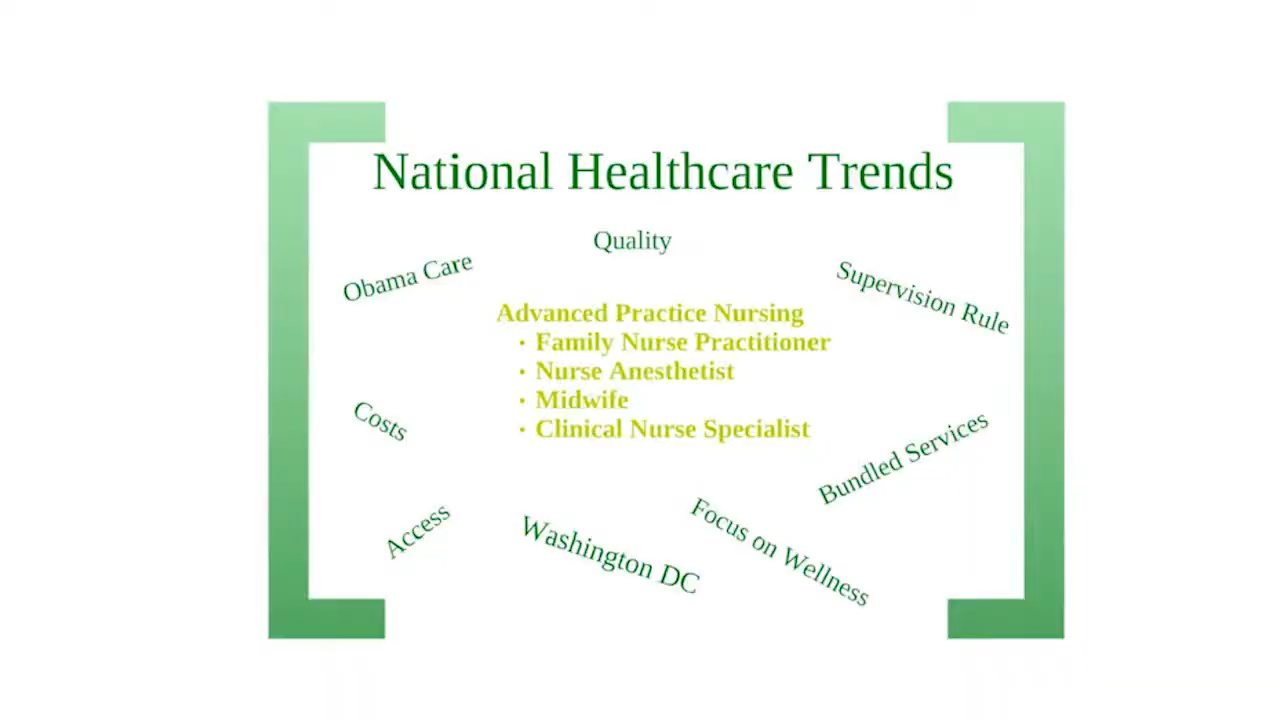 National Healthcare Trends
Quality
Obama Care
Supervision Rule
Advanced Practice Nursing
• Family Nurse Practitioner
• Nurse Anesthetist
• Midwife
• Clinical Nurse Specialist
Costs
Bundled Services
Access
Washington DC
Focus on Wellness